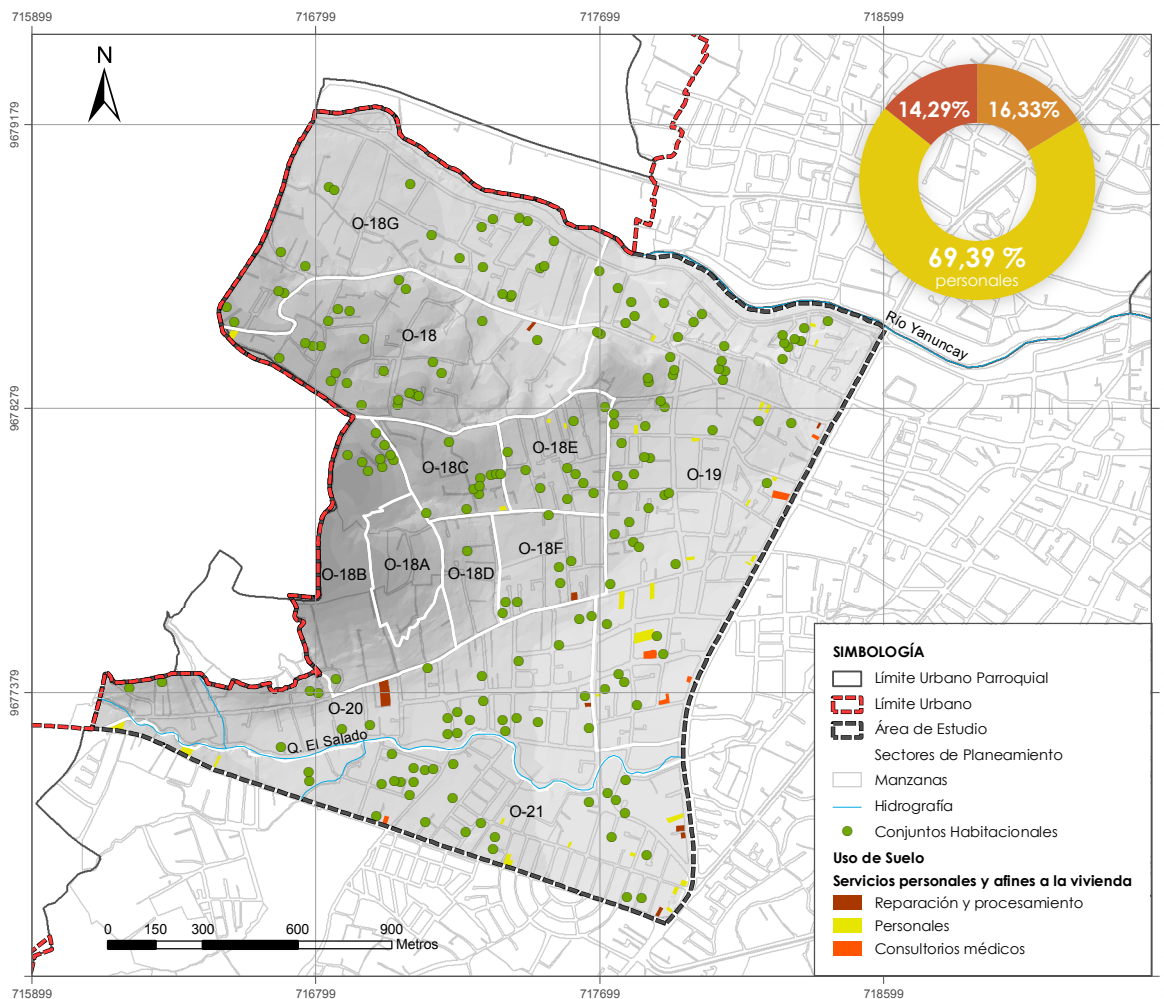 715899
716799
717699
718599
N
9679179
9678279
9677379
14,29%
16,33%
69,39 %
personales
O-18G
O-18
Río Yanuncay
O-18E
O-18C
O-19
O-18F
O-18A
O-18B
O-18D
O-20
Q. El Salado
O-21
0
150
300
600
900
Metros
SIMBOLOGÍA
Límite Urbano Parroquial
Límite Urbano
Área de Estudio
Sectores de Planeamiento
Manzanas
Hidrografía
Conjuntos Habitacionales
Uso de Suelo
Servicios personales y afines a la vivienda
Reparación y procesamiento
Personales
Consultorios médicos
715899
716799
717699
718599